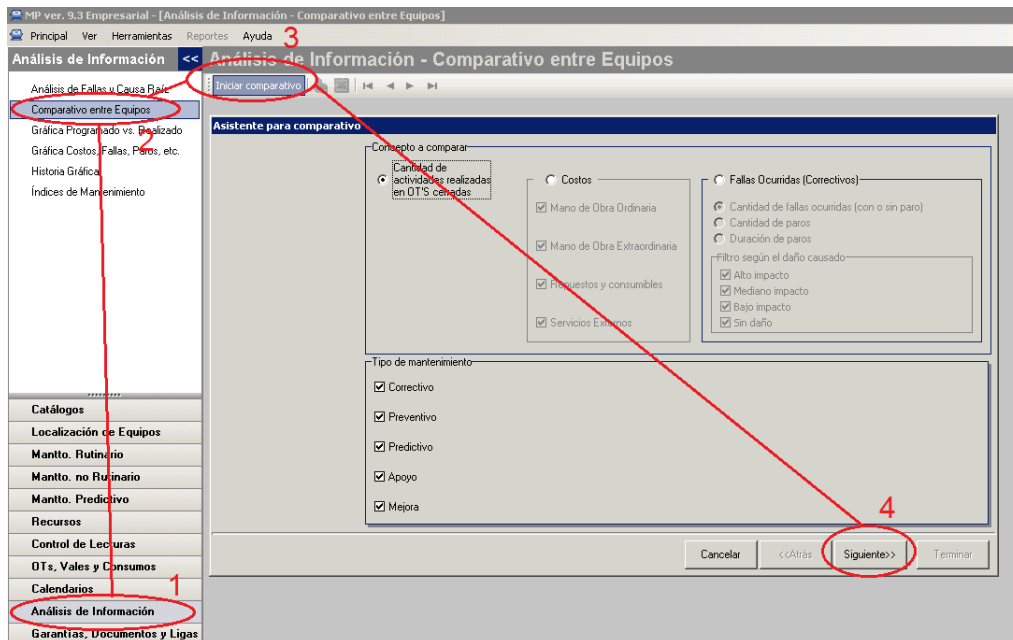 MP ver. 9.3 Empresarial - [Análisis de Información - Comparativo entre Equipos]
Principal Ver Herramientas Reportes Ayuda
3
Análisis de Información <<
Análisis de Información - Comparativo entre Equipos
Iniciar comparativo
Análisis de Fallas y Causa Raíz
Comparativo entre Equipos
2
Gráfica Programado vs. Realizado
Gráfica Costos, Fallas, Paros, etc.
Historia Gráfica
Índices de Mantenimiento
Asistente para comparativo
Concepto a comparar
Cantidad de
actividades realizadas
en OT'S cerradas
Costos
Mano de Obra Ordinaria
Mano de Obra Extraordinaria
Repuestos y consumibles
Servicios Externos
Fallas Ocurridas (Correctivos)
Cantidad de fallas ocurridas (con o sin paro)
Cantidad de paros
Duración de paros
Filtro según el daño causado
Alto impacto
Mediano impacto
Bajo impacto
Sin daño
Tipo de mantenimiento
Correctivo
Preventivo
Predictivo
Apoyo
Mejora
4
Cancelar <<Atrás Siguiente>> Terminar
Catálogos
Localización de Equipos
Mantto. Rutinario
Mantto. no Rutinario
Mantto. Predictivo
Recursos
Control de Lecturas
OTs, Vales y Consumos
Calendarios
1
Análisis de Información
Garantías, Documentos y Ligas